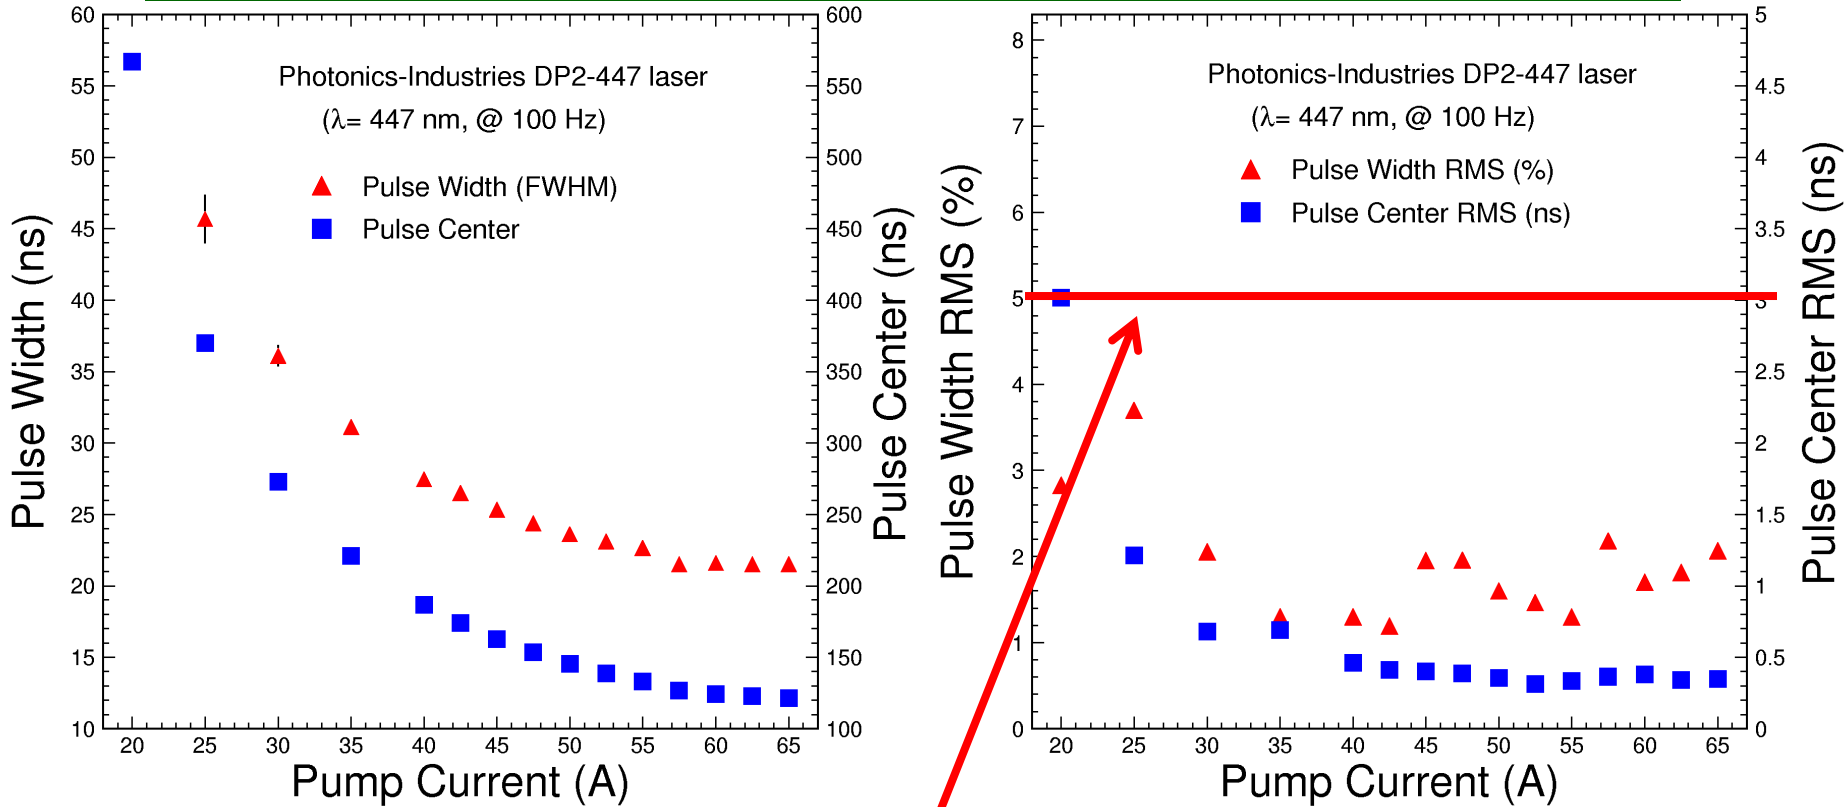 Photonics-Industries DP2-447 laser
(λ= 447 nm, @ 100 Hz)
Pulse Width (FWHM)
Pulse Center
Pulse Width (ns)
60
55
50
45
40
35
30
25
20
15
10
Pulse Center (ns)
600
550
500
450
400
350
300
250
200
150
100
20 25 30 35 40 45 50 55 60 65
Pump Current (A)
Photonics-Industries DP2-447 laser
(λ= 447 nm, @ 100 Hz)
Pulse Width RMS (%)
Pulse Center RMS (ns)
Pulse Width RMS (%)
8
7
6
5
4
3
2
1
0
Pulse Center RMS (ns)
5
4.5
4
3.5
3
2.5
2
1.5
1
0.5
0
20 25 30 35 40 45 50 55 60 65
Pump Current (A)